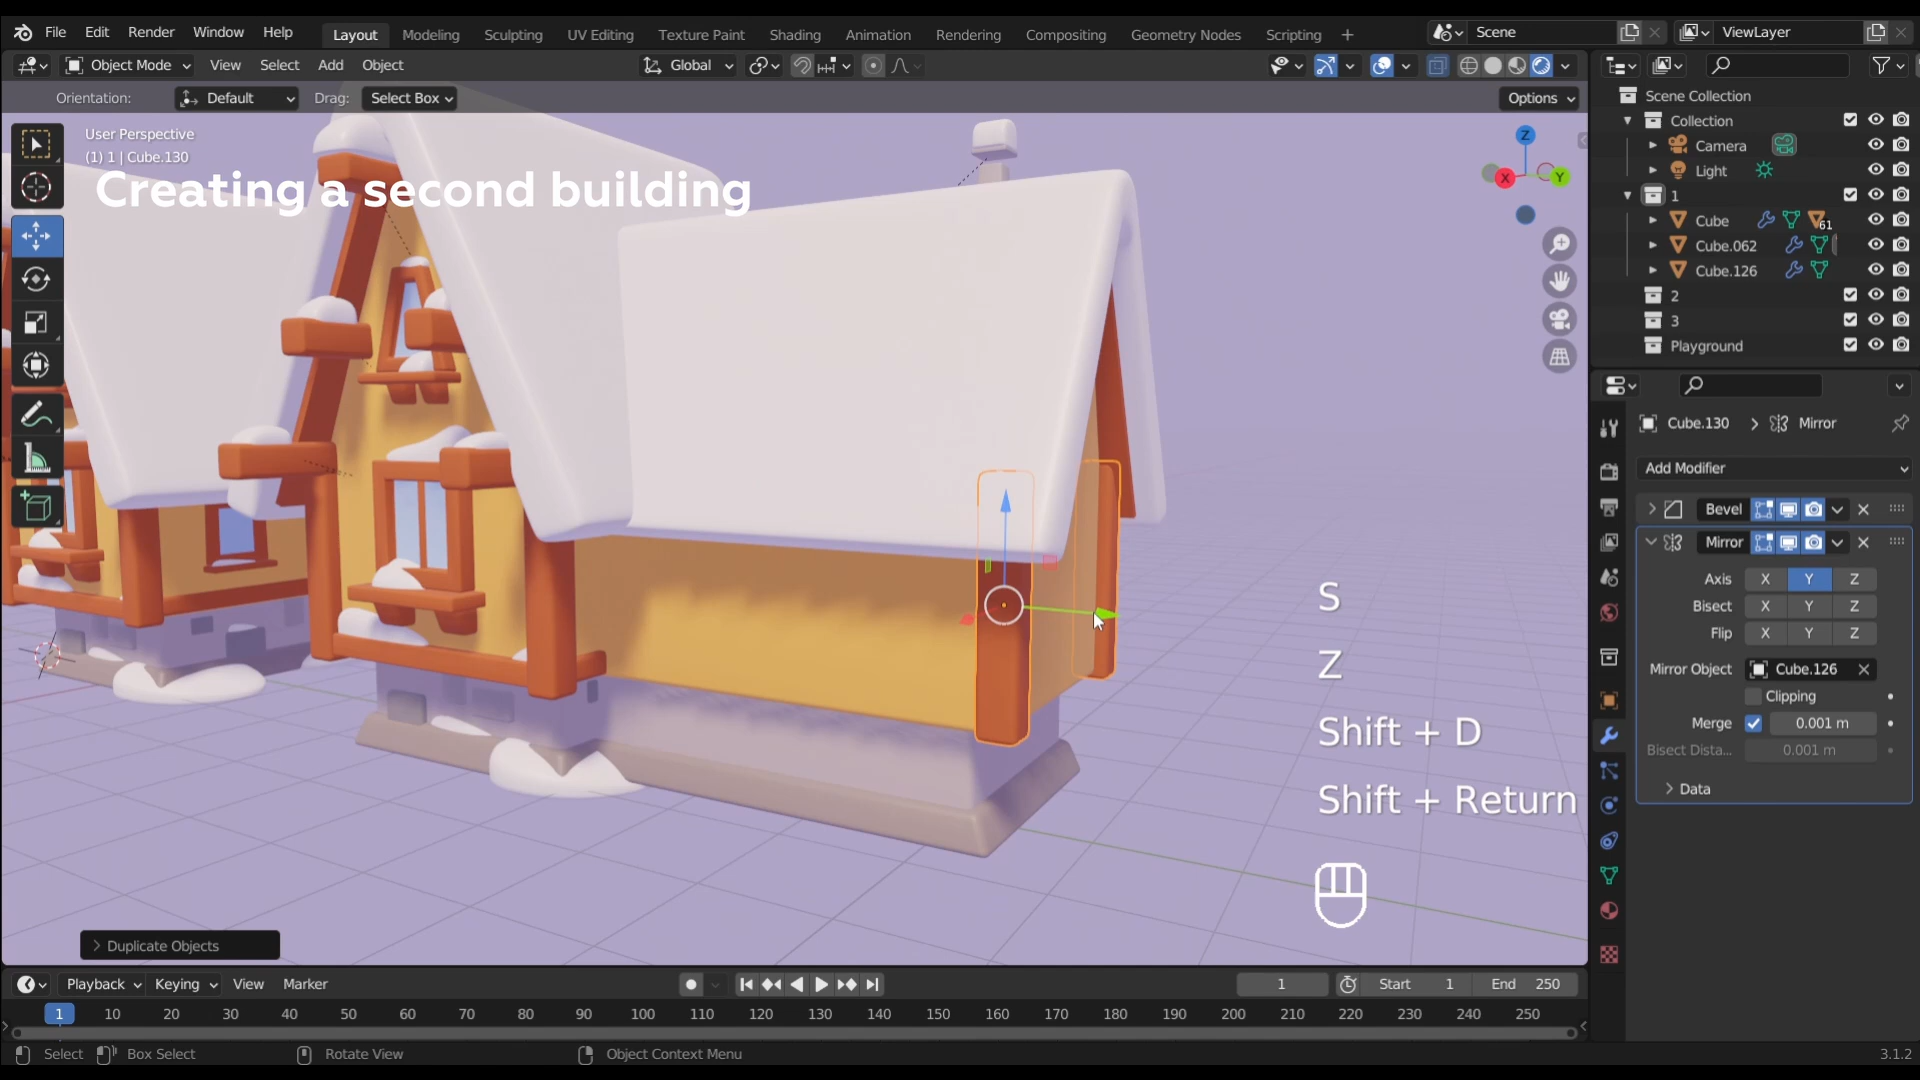 File Edit Render Window Help Layout Modeling Sculpting UV Editing Texture Paint Shading Animation Rendering Compositing Geometry Nodes Scripting + Scene ViewLayer
Object Mode View Select Add Object Global
Orientation: Default Drag: Select Box Options
User Perspective
(1) 1 | Cube.130
Creating a second building
Z
X
Y
S
Z
Shift + D
Shift + Return
Duplicate Objects
Scene Collection
Collection
Camera
Light
1
Cube 61
Cube.062
Cube.126
2
3
Playground
Cube.130 > Mirror
Add Modifier
Bevel
Mirror
Axis X Y Z
Bisect X Y Z
Flip X Y Z
Mirror Object Cube.126
Clipping
Merge 0.001 m
Bisect Dista... 0.001 m
Data
Playback Keying View Marker 1 Start 1 End 250
1 10 20 30 40 50 60 70 80 90 100 110 120 130 140 150 160 170 180 190 200 210 220 230 240 250
Select Box Select Rotate View Object Context Menu 3.1.2